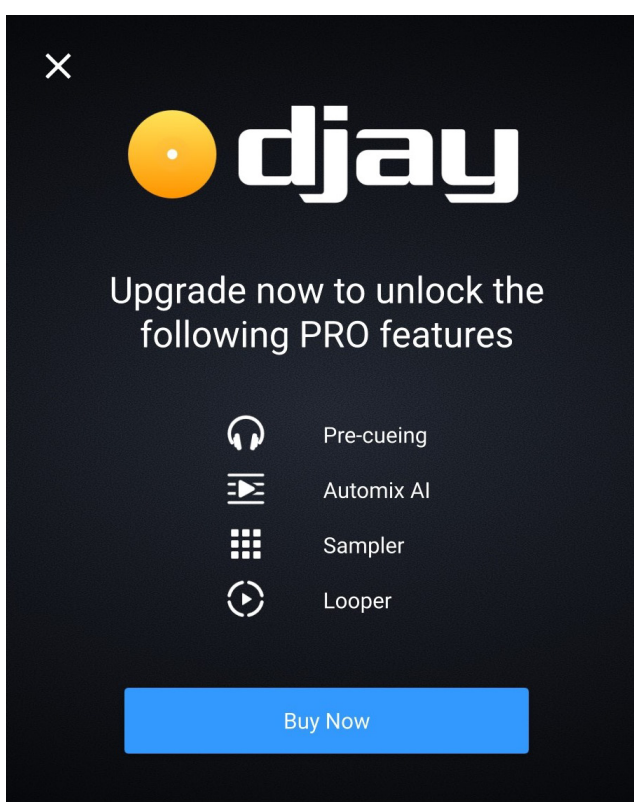 djay
Upgrade now to unlock the
following PRO features
Pre-cueing
Automix AI
Sampler
Looper
Buy Now